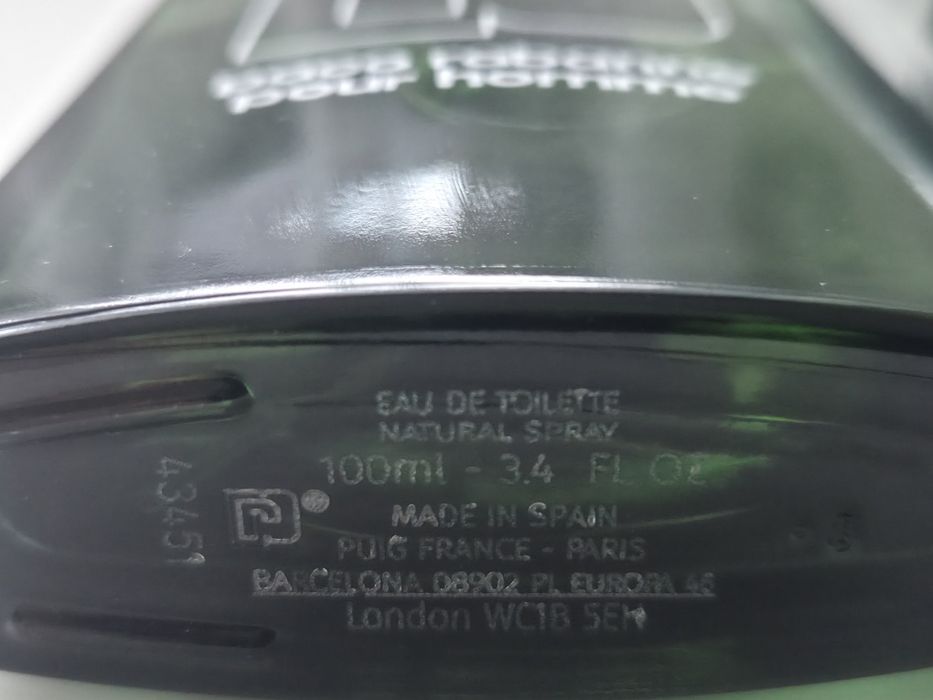 paco rabanne
pour homme
EAU DE TOILETTE
NATURAL SPRAY
100ml - 3.4 FL OZ
43451
®
MADE IN SPAIN
PUIG FRANCE - PARIS
BARCELONA 08902 PL EUROPA 46
London WC1B 5EH